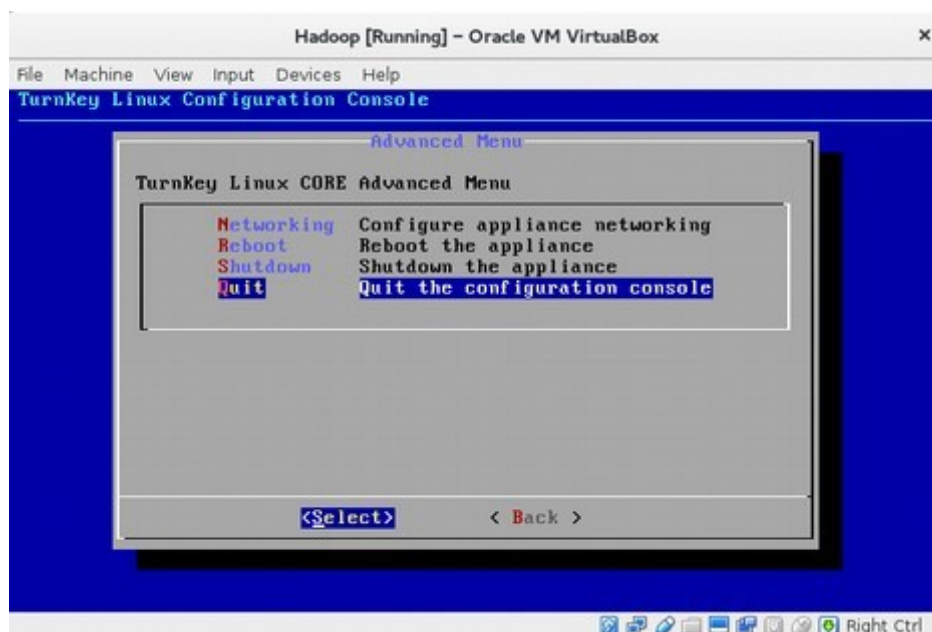 Hadoop [Running] – Oracle VM VirtualBox ×
File Machine View Input Devices Help
TurnKey Linux Configuration Console
Advanced Menu
TurnKey Linux CORE Advanced Menu
Networking Configure appliance networking
Reboot Reboot the appliance
Shutdown Shutdown the appliance
Quit Quit the configuration console
<Select> < Back >
Right Ctrl